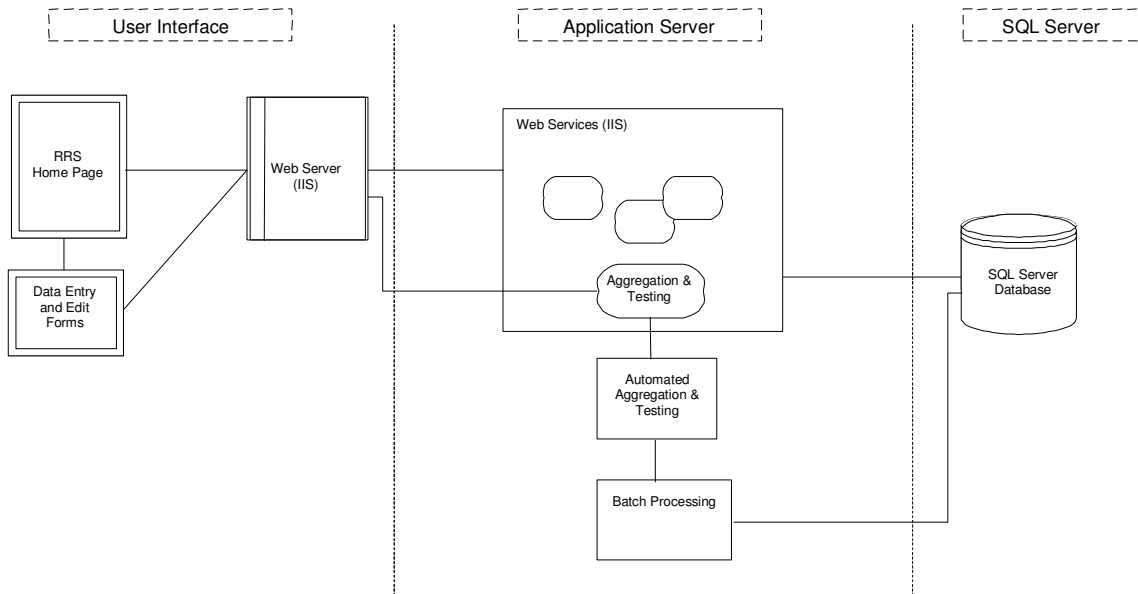 User Interface
Application Server
SQL Server
RRS
Home Page
Web Server
(IIS)
Web Services (IIS)
Data Entry
and Edit
Forms
Aggregation &
Testing
SQL Server
Database
Automated
Aggregation &
Testing
Batch Processing